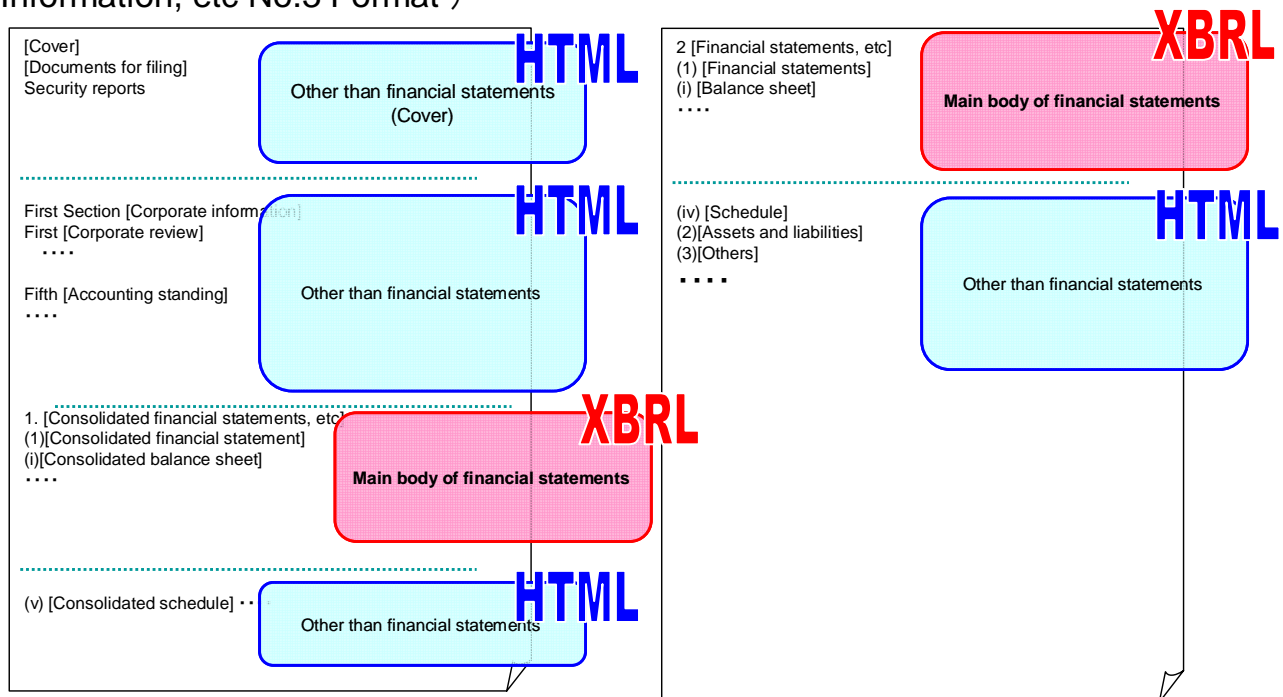 Information, etc No.3 Format )
[Cover]
[Documents for filing]
Security reports
HTML
Other than financial statements
(Cover)
First Section [Corporate information]
First [Corporate review]
････
Fifth [Accounting standing]
････
HTML
Other than financial statements
1. [Consolidated financial statements, etc]
(1)[Consolidated financial statement]
(i)[Consolidated balance sheet]
････
XBRL
Main body of financial statements
(v) [Consolidated schedule] ････
HTML
Other than financial statements
2 [Financial statements, etc]
(1) [Financial statements]
(i) [Balance sheet]
････
XBRL
Main body of financial statements
(iv) [Schedule]
(2)[Assets and liabilities]
(3)[Others]
････
HTML
Other than financial statements